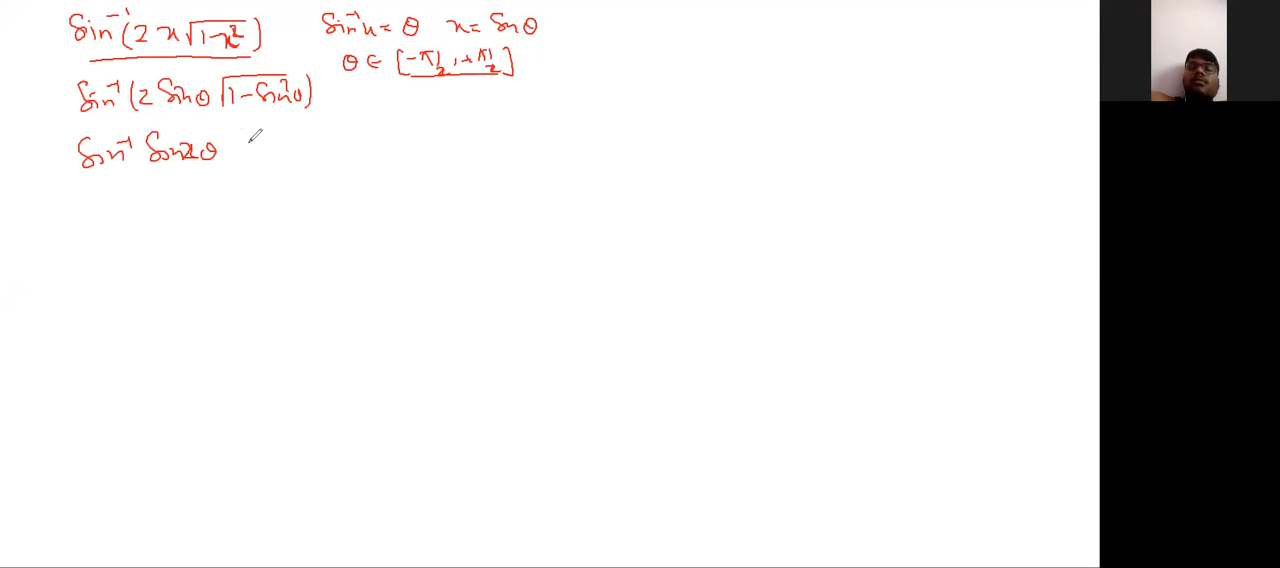 Sin⁻¹(2x√(1-x²)) Sin⁻¹x = θ x = Sinθ
θ ∈ [-π/2, +π/2]
Sin⁻¹(2 Sinθ √(1-Sin²θ))
Sin⁻¹ Sin2θ